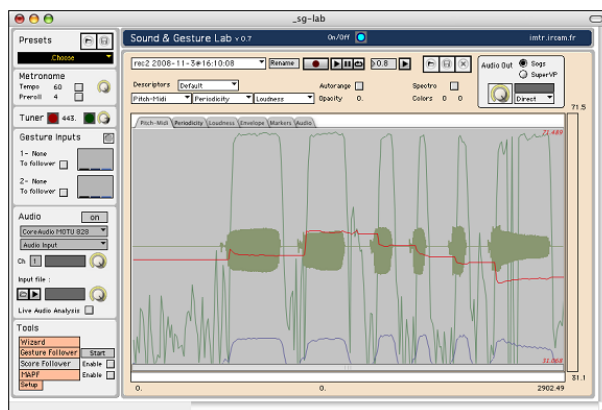 _sg-lab
Presets
.Choose
Metronome
Tempo 60
Preroll 4
Tuner 443.
Gesture Inputs
1- None
To follower
2- None
To follower
Audio on
CoreAudio MOTU 828
Audio Input
Ch 1
Input file :
Live Audio Analysis
Tools
Wizard
Gesture Follower Start
Score Follower Enable
MAPF Enable
Setup
Sound & Gesture Lab v 0.7 On/Off imtr.ircam.fr
rec2 2008-11-3@16:10:08 Rename 0.8
Audio Out Gogs
SuperVP
Direct
Descriptors Default Autorange Spectro
Pitch-Midi Periodicity Loudness Opacity 0. Colors 0 0
71.5
Pitch-Midi Periodicity Loudness Envelope Markers Audio
71.489
31.068
31.1
0. 0. 2902.49